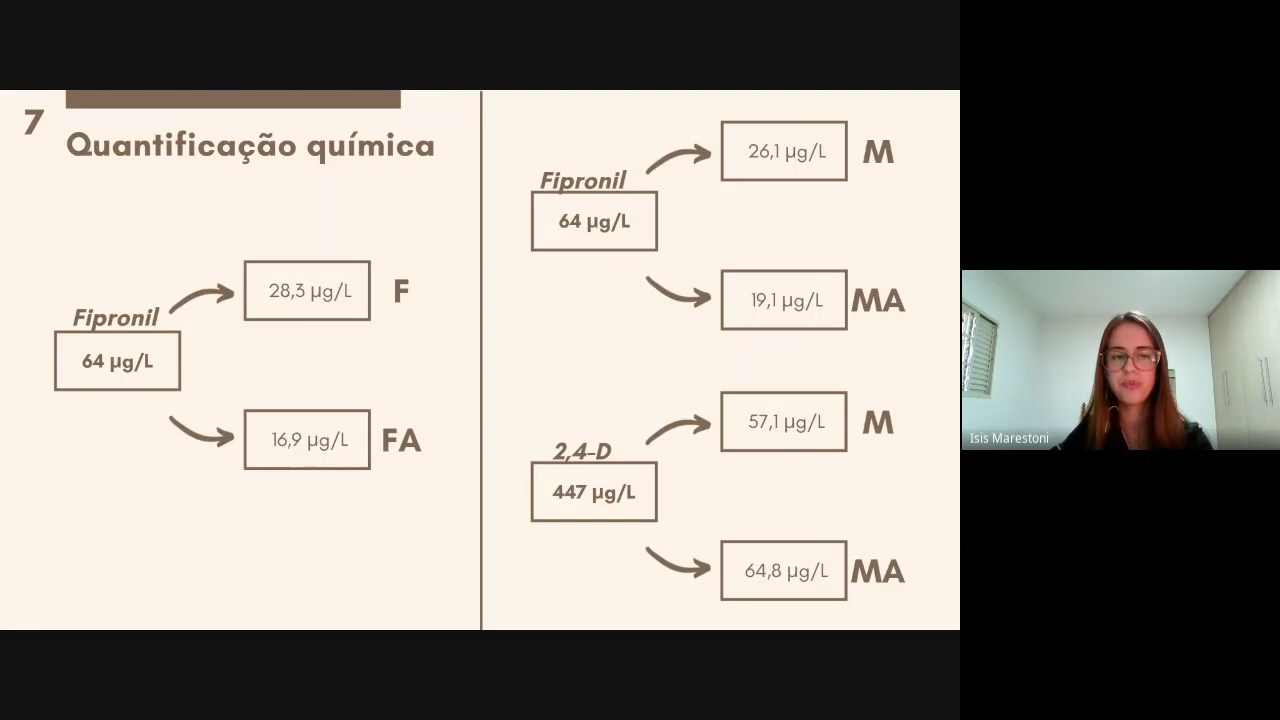 7
Quantificação química
Fipronil
64 µg/L
28,3 µg/L
F
16,9 µg/L
FA
Fipronil
64 µg/L
26,1 µg/L
M
19,1 µg/L
MA
2,4-D
447 µg/L
57,1 µg/L
M
64,8 µg/L
MA
Isis Marestoni